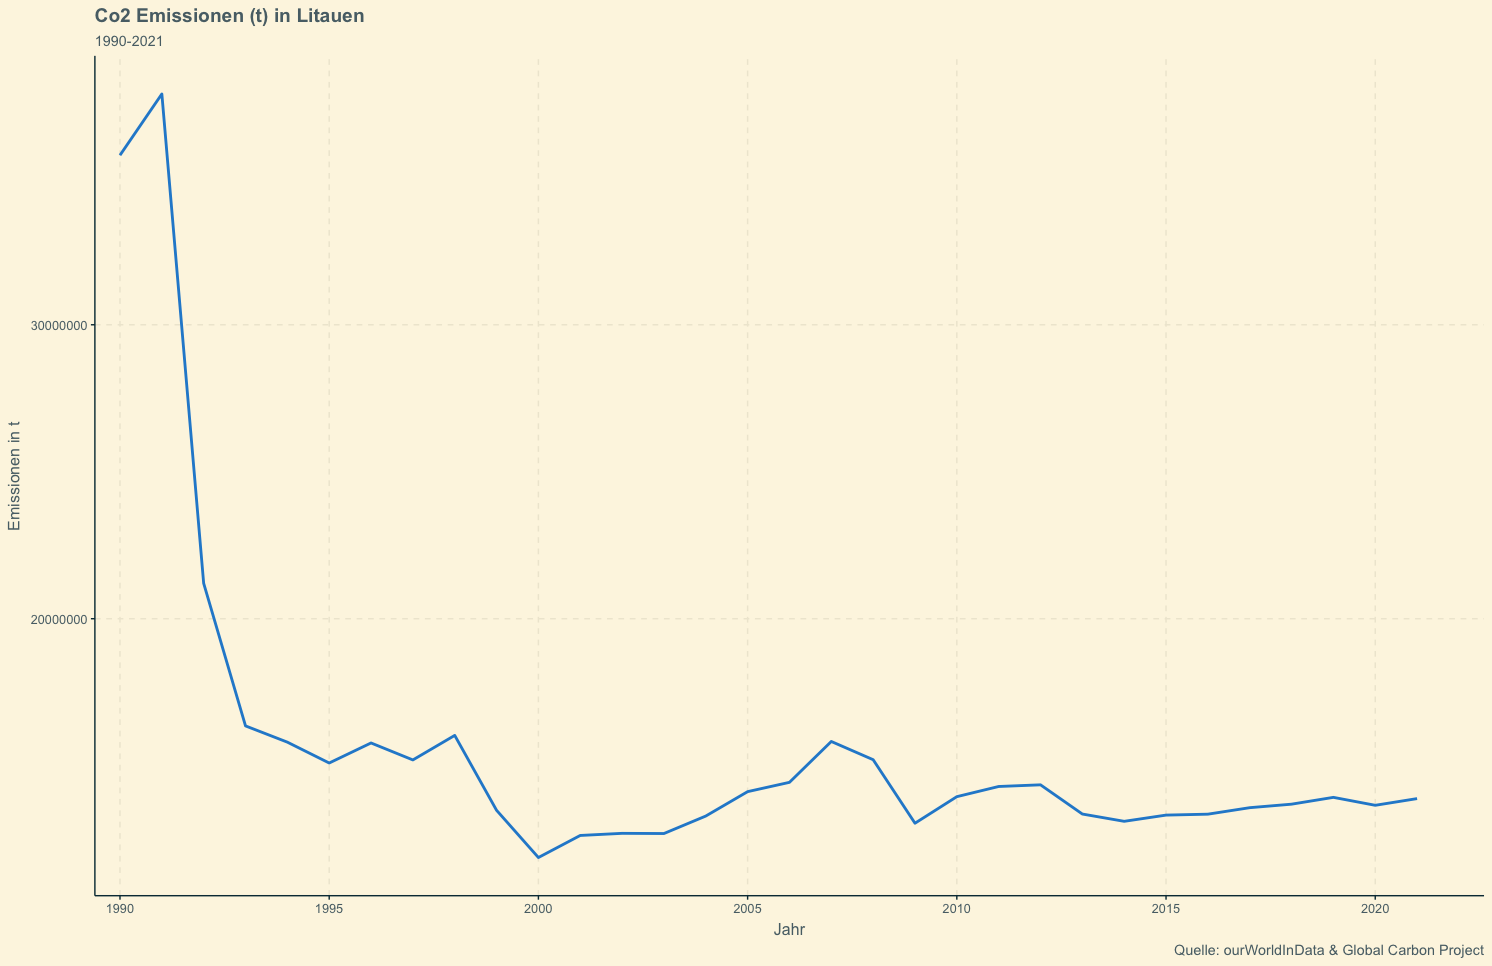 Co2 Emissionen (t) in Litauen
1990-2021
30000000
20000000
Emissionen in t
1990
1995
2000
2005
2010
2015
2020
Jahr
Quelle: ourWorldInData & Global Carbon Project